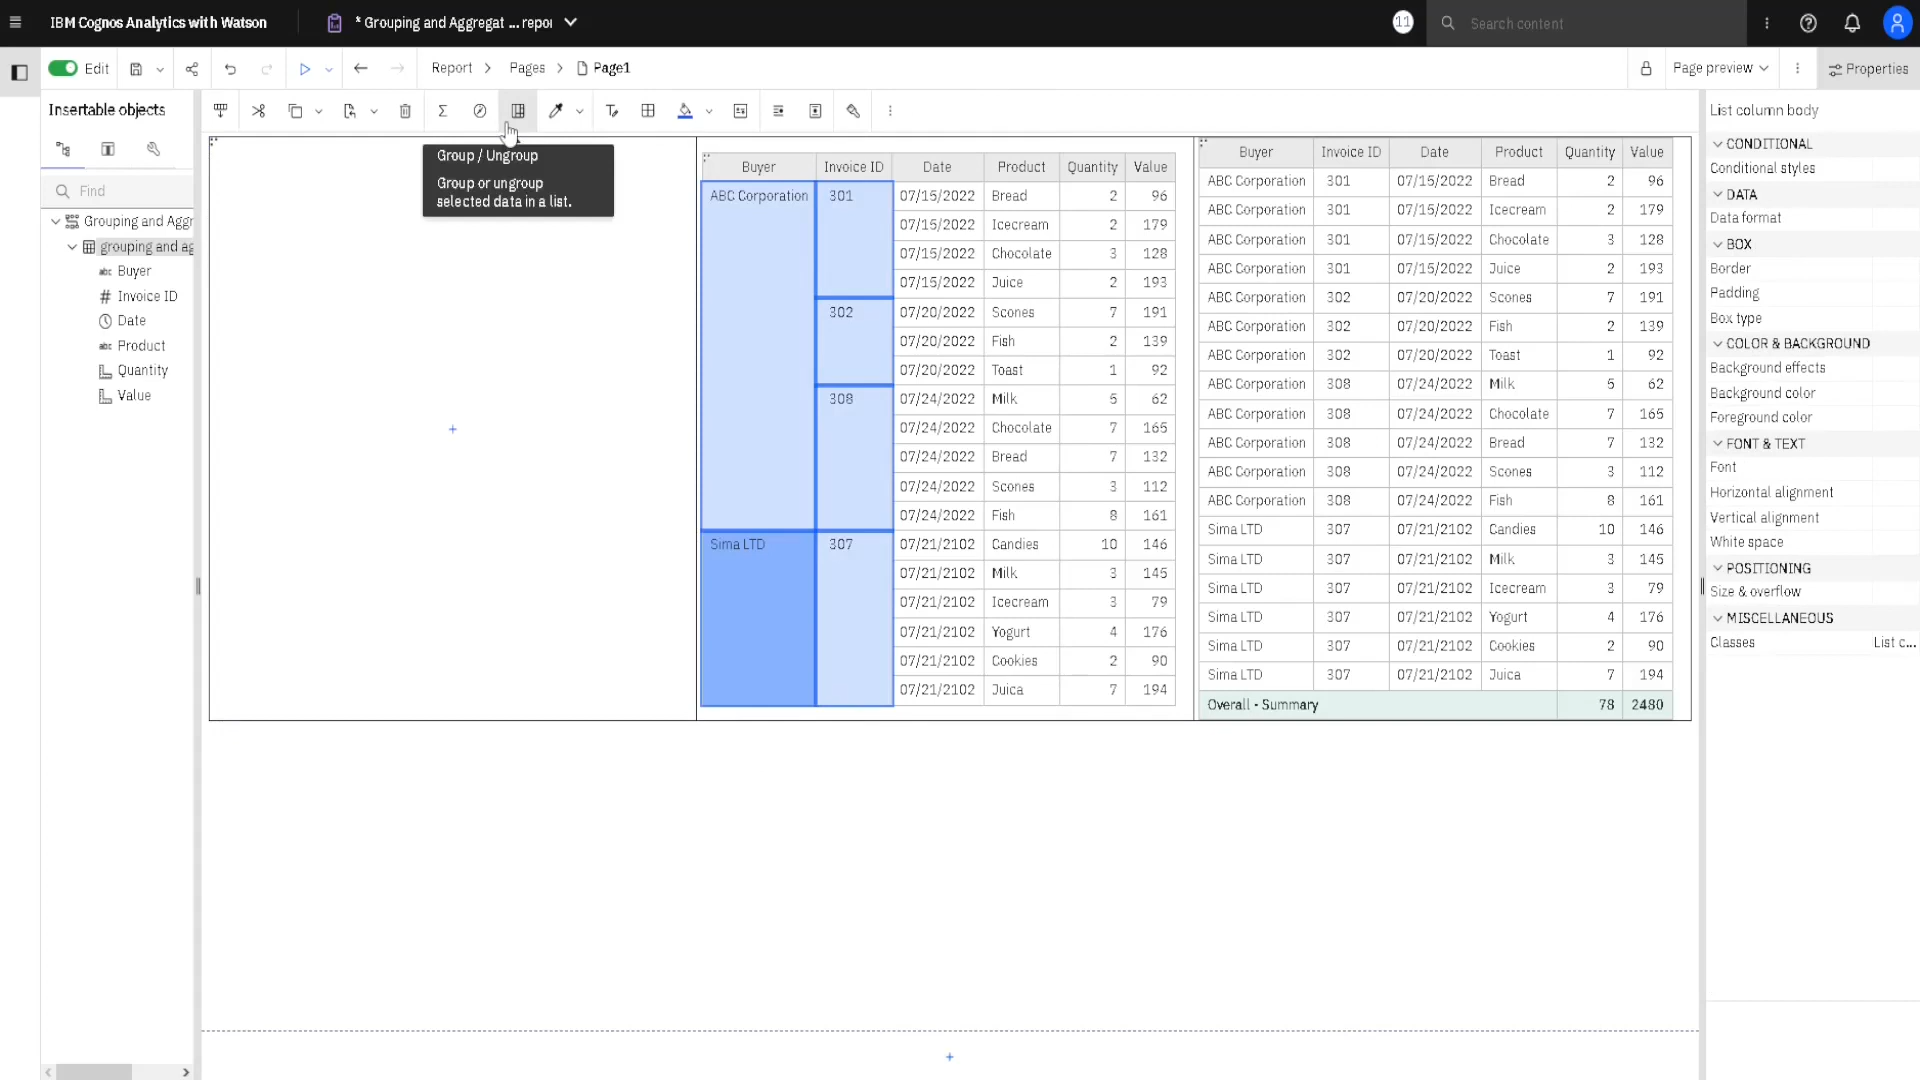 IBM Cognos Analytics with Watson
* Grouping and Aggregat ... repor
11
Search content
Edit
Report
Pages
Page1
Page preview
Properties
Insertable objects
Find
Grouping and Aggr
grouping and ag
abc Buyer
# Invoice ID
Date
abc Product
Quantity
Value
Group / Ungroup
Group or ungroup
selected data in a list.
Buyer Invoice ID Date Product Quantity Value
ABC Corporation 301 07/15/2022 Bread 2 96
07/15/2022 Icecream 2 179
07/15/2022 Chocolate 3 128
07/15/2022 Juice 2 193
302 07/20/2022 Scones 7 191
07/20/2022 Fish 2 139
07/20/2022 Toast 1 92
308 07/24/2022 Milk 5 62
07/24/2022 Chocolate 7 165
07/24/2022 Bread 7 132
07/24/2022 Scones 3 112
07/24/2022 Fish 8 161
Sima LTD 307 07/21/2102 Candies 10 146
07/21/2102 Milk 3 145
07/21/2102 Icecream 3 79
07/21/2102 Yogurt 4 176
07/21/2102 Cookies 2 90
07/21/2102 Juica 7 194
Buyer Invoice ID Date Product Quantity Value
ABC Corporation 301 07/15/2022 Bread 2 96
ABC Corporation 301 07/15/2022 Icecream 2 179
ABC Corporation 301 07/15/2022 Chocolate 3 128
ABC Corporation 301 07/15/2022 Juice 2 193
ABC Corporation 302 07/20/2022 Scones 7 191
ABC Corporation 302 07/20/2022 Fish 2 139
ABC Corporation 302 07/20/2022 Toast 1 92
ABC Corporation 308 07/24/2022 Milk 5 62
ABC Corporation 308 07/24/2022 Chocolate 7 165
ABC Corporation 308 07/24/2022 Bread 7 132
ABC Corporation 308 07/24/2022 Scones 3 112
ABC Corporation 308 07/24/2022 Fish 8 161
Sima LTD 307 07/21/2102 Candies 10 146
Sima LTD 307 07/21/2102 Milk 3 145
Sima LTD 307 07/21/2102 Icecream 3 79
Sima LTD 307 07/21/2102 Yogurt 4 176
Sima LTD 307 07/21/2102 Cookies 2 90
Sima LTD 307 07/21/2102 Juica 7 194
Overall - Summary 78 2480
List column body
CONDITIONAL
Conditional styles
DATA
Data format
BOX
Border
Padding
Box type
COLOR & BACKGROUND
Background effects
Background color
Foreground color
FONT & TEXT
Font
Horizontal alignment
Vertical alignment
White space
POSITIONING
Size & overflow
MISCELLANEOUS
Classes List c...